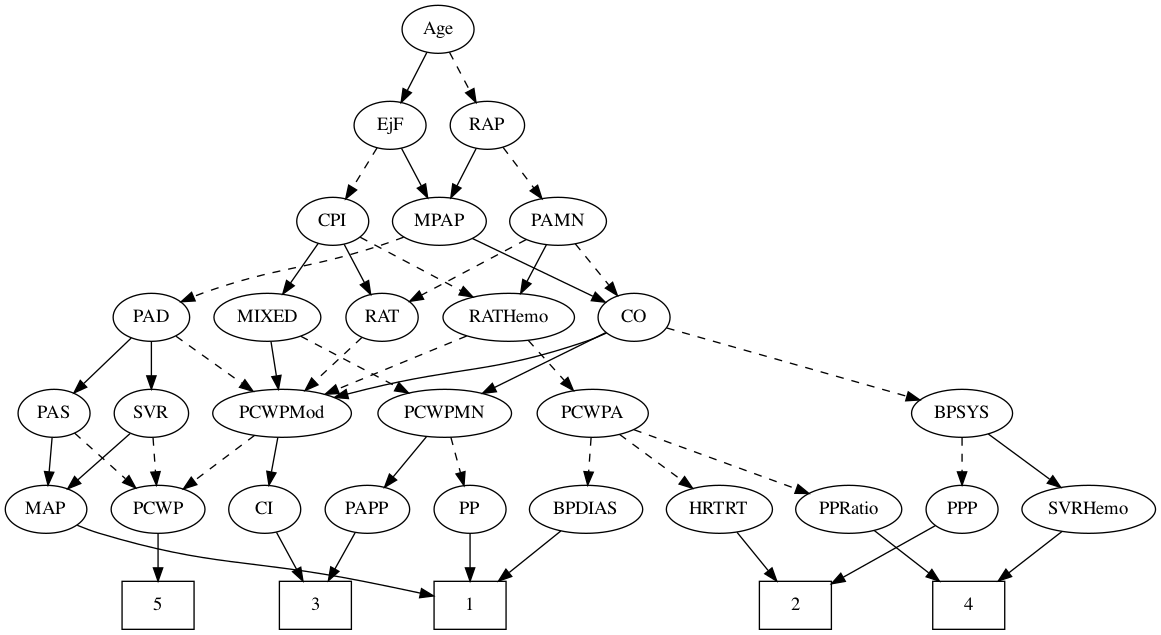 Age
EjF
RAP
CPI
MPAP
PAMN
PAD
MIXED
RAT
RATHemo
CO
PAS
SVR
PCWPMod
PCWPMN
PCWPA
BPSYS
MAP
PCWP
CI
PAPP
PP
BPDIAS
HRTRT
PPRatio
PPP
SVRHemo
5
3
1
2
4